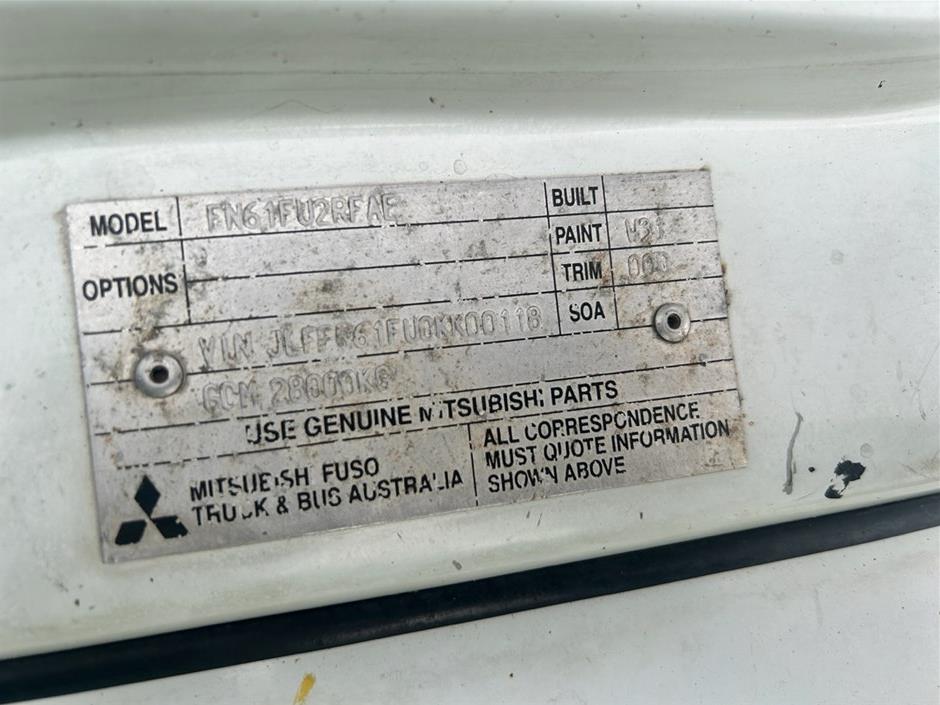 MODEL FN61FU2RFAE BUILT
PAINT W33
OPTIONS TRIM 000
SOA
VIN JLFFN61FU0KK00118
GCM 28000KG
USE GENUINE MITSUBISHI PARTS
MITSUBISHI FUSO
TRUCK & BUS AUSTRALIA
ALL CORRESPONDENCE
MUST QUOTE INFORMATION
SHOWN ABOVE